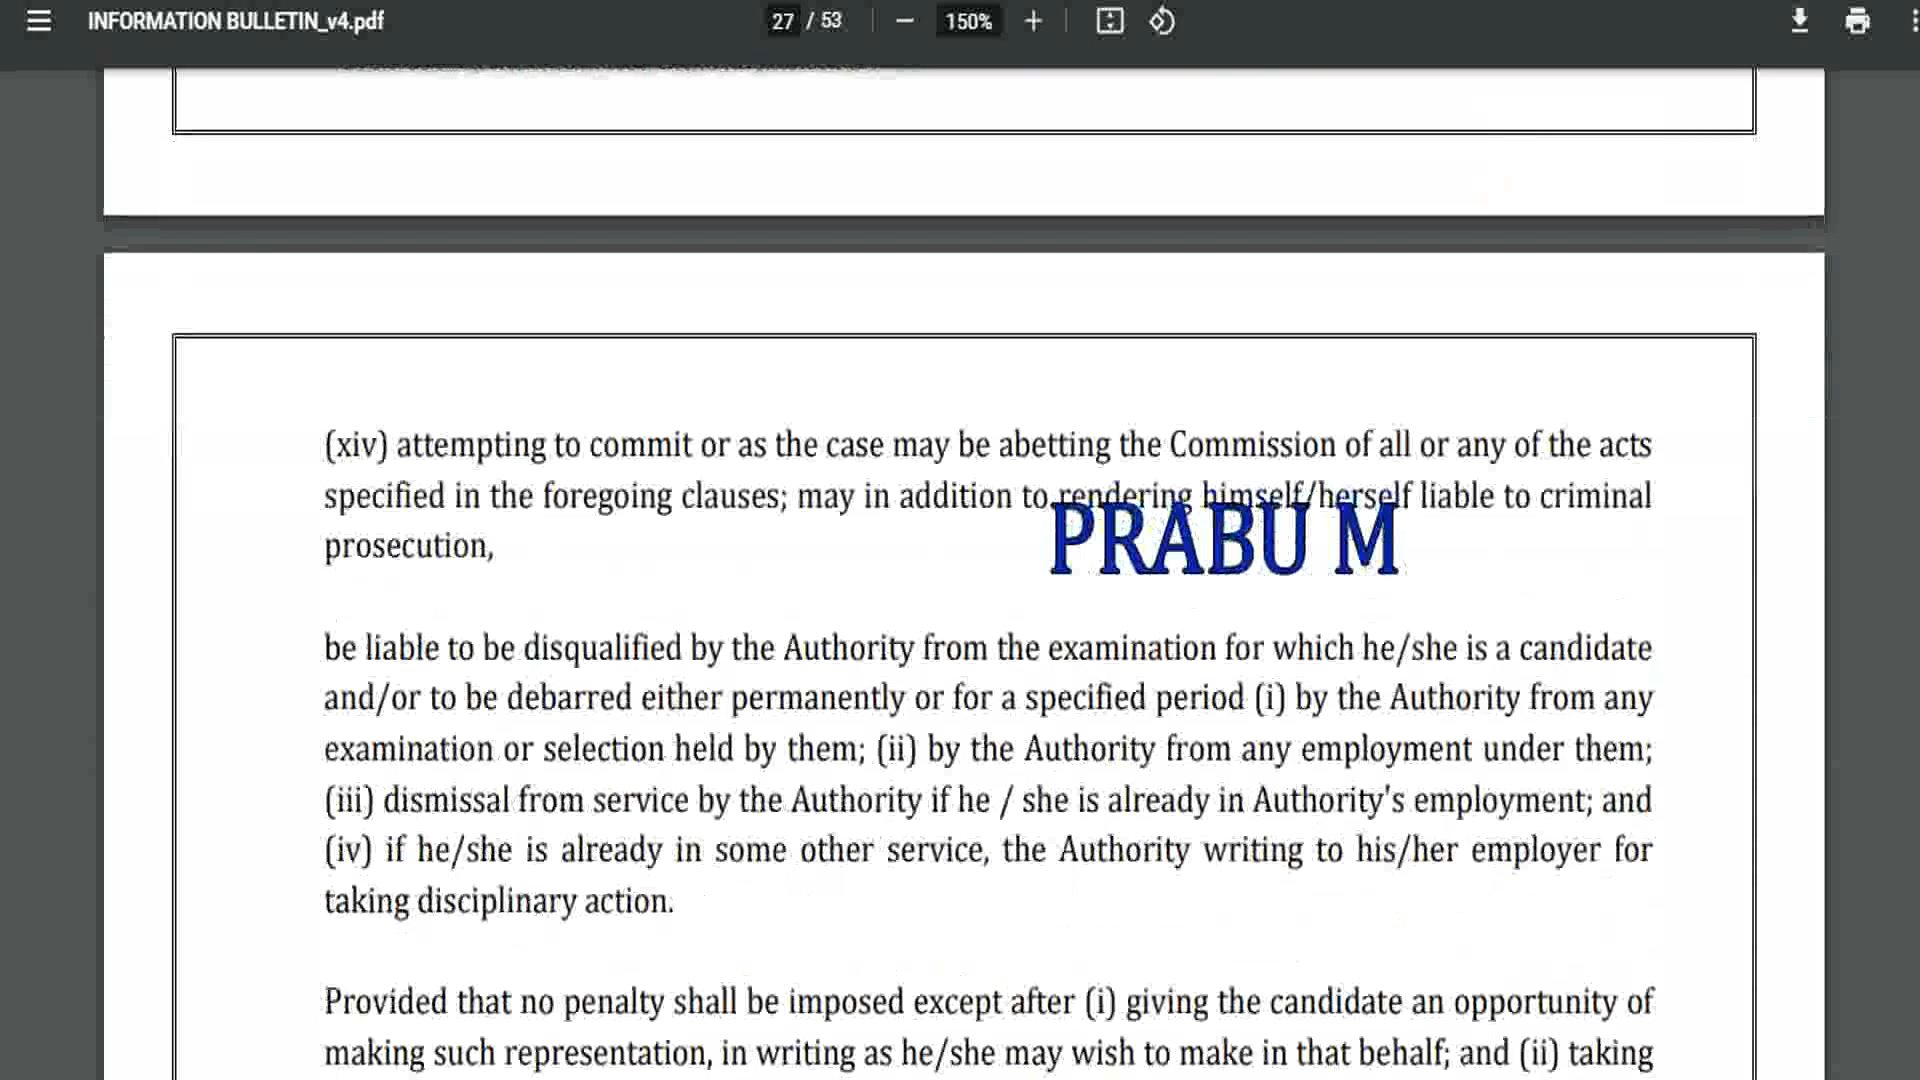 INFORMATION BULLETIN_v4.pdf
27 / 53
150%
(xiv) attempting to commit or as the case may be abetting the Commission of all or any of the acts
specified in the foregoing clauses; may in addition to rendering himself/herself liable to criminal
PRABU M
prosecution,
be liable to be disqualified by the Authority from the examination for which he/she is a candidate
and/or to be debarred either permanently or for a specified period (i) by the Authority from any
examination or selection held by them; (ii) by the Authority from any employment under them;
(iii) dismissal from service by the Authority if he / she is already in Authority's employment; and
(iv) if he/she is already in some other service, the Authority writing to his/her employer for
taking disciplinary action.
Provided that no penalty shall be imposed except after (i) giving the candidate an opportunity of
making such representation, in writing as he/she may wish to make in that behalf; and (ii) taking